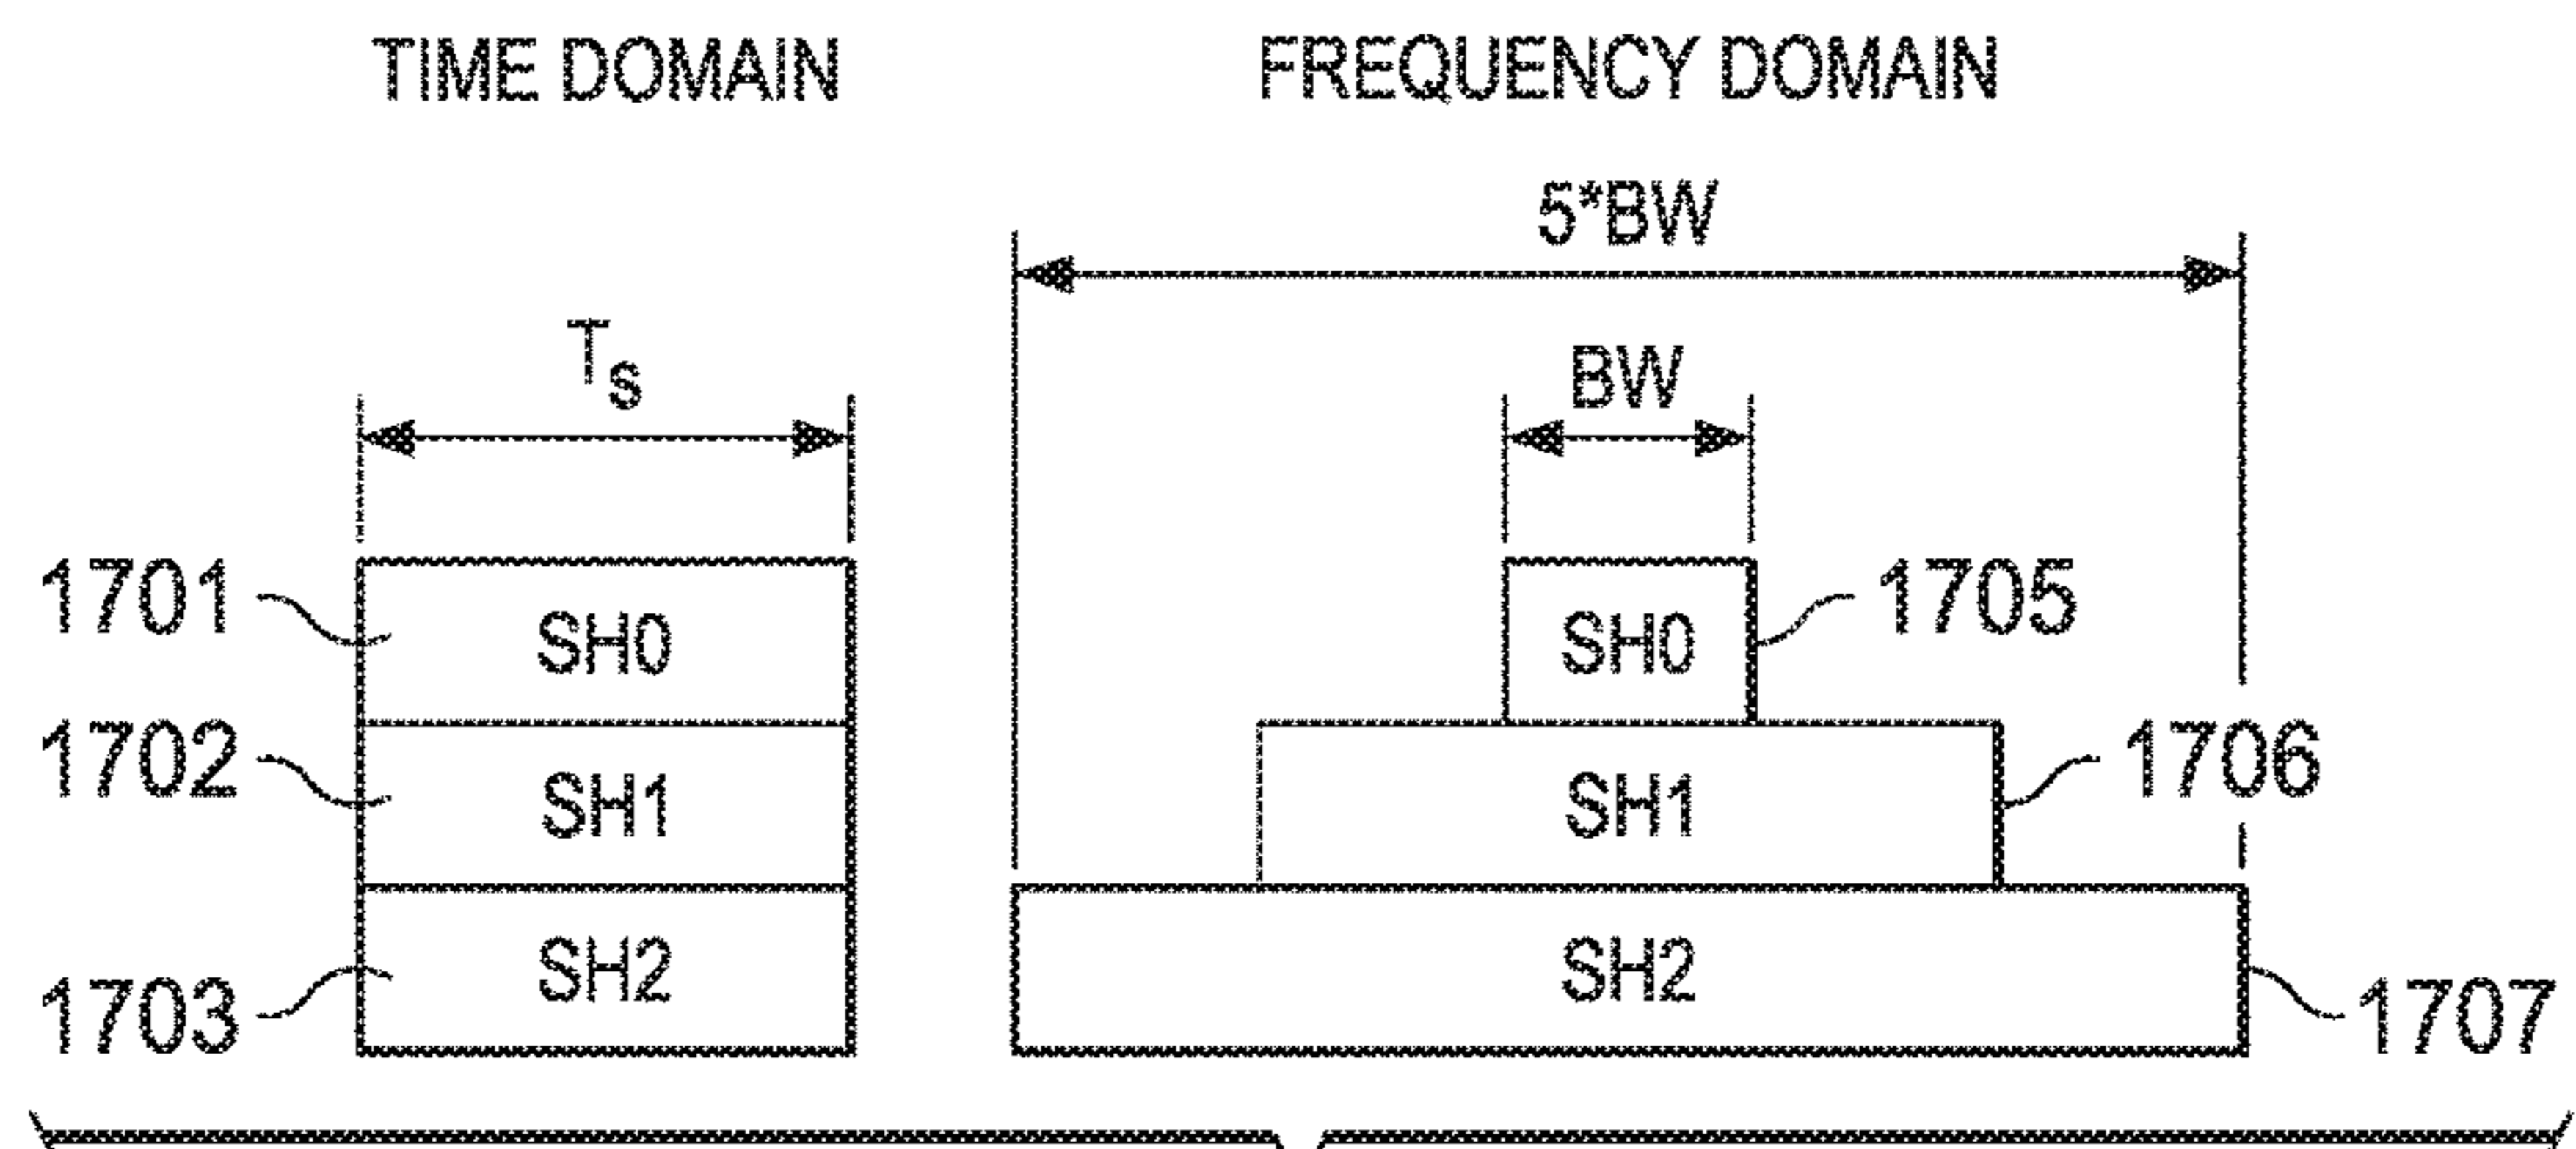 TIME DOMAIN
FREQUENCY DOMAIN
5*BW
Ts
BW
1701
SH0
SH0
1705
1702
SH1
SH1
1706
1703
SH2
SH2
1707